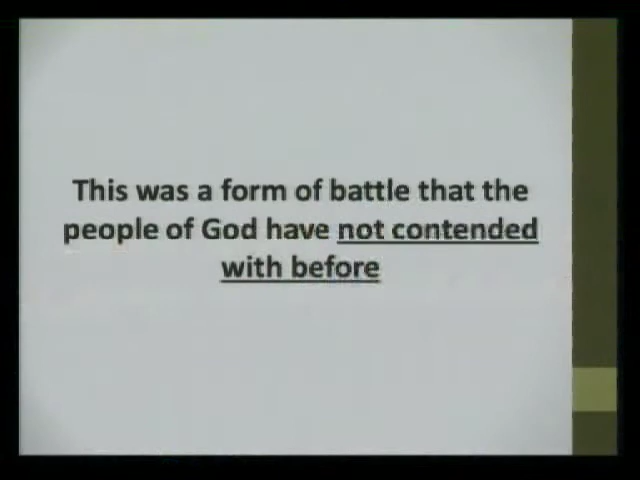 This was a form of battle that the
people of God have not contended
with before